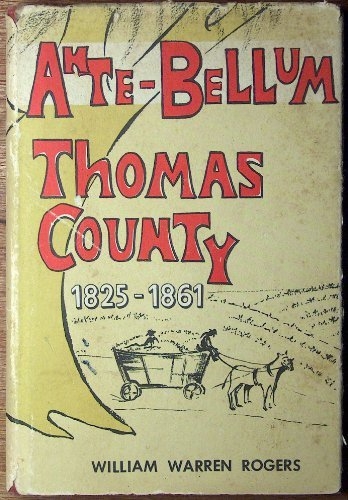 ANTE-BELLUM
THOMAS
COUNTY
1825-1861
WILLIAM WARREN ROGERS